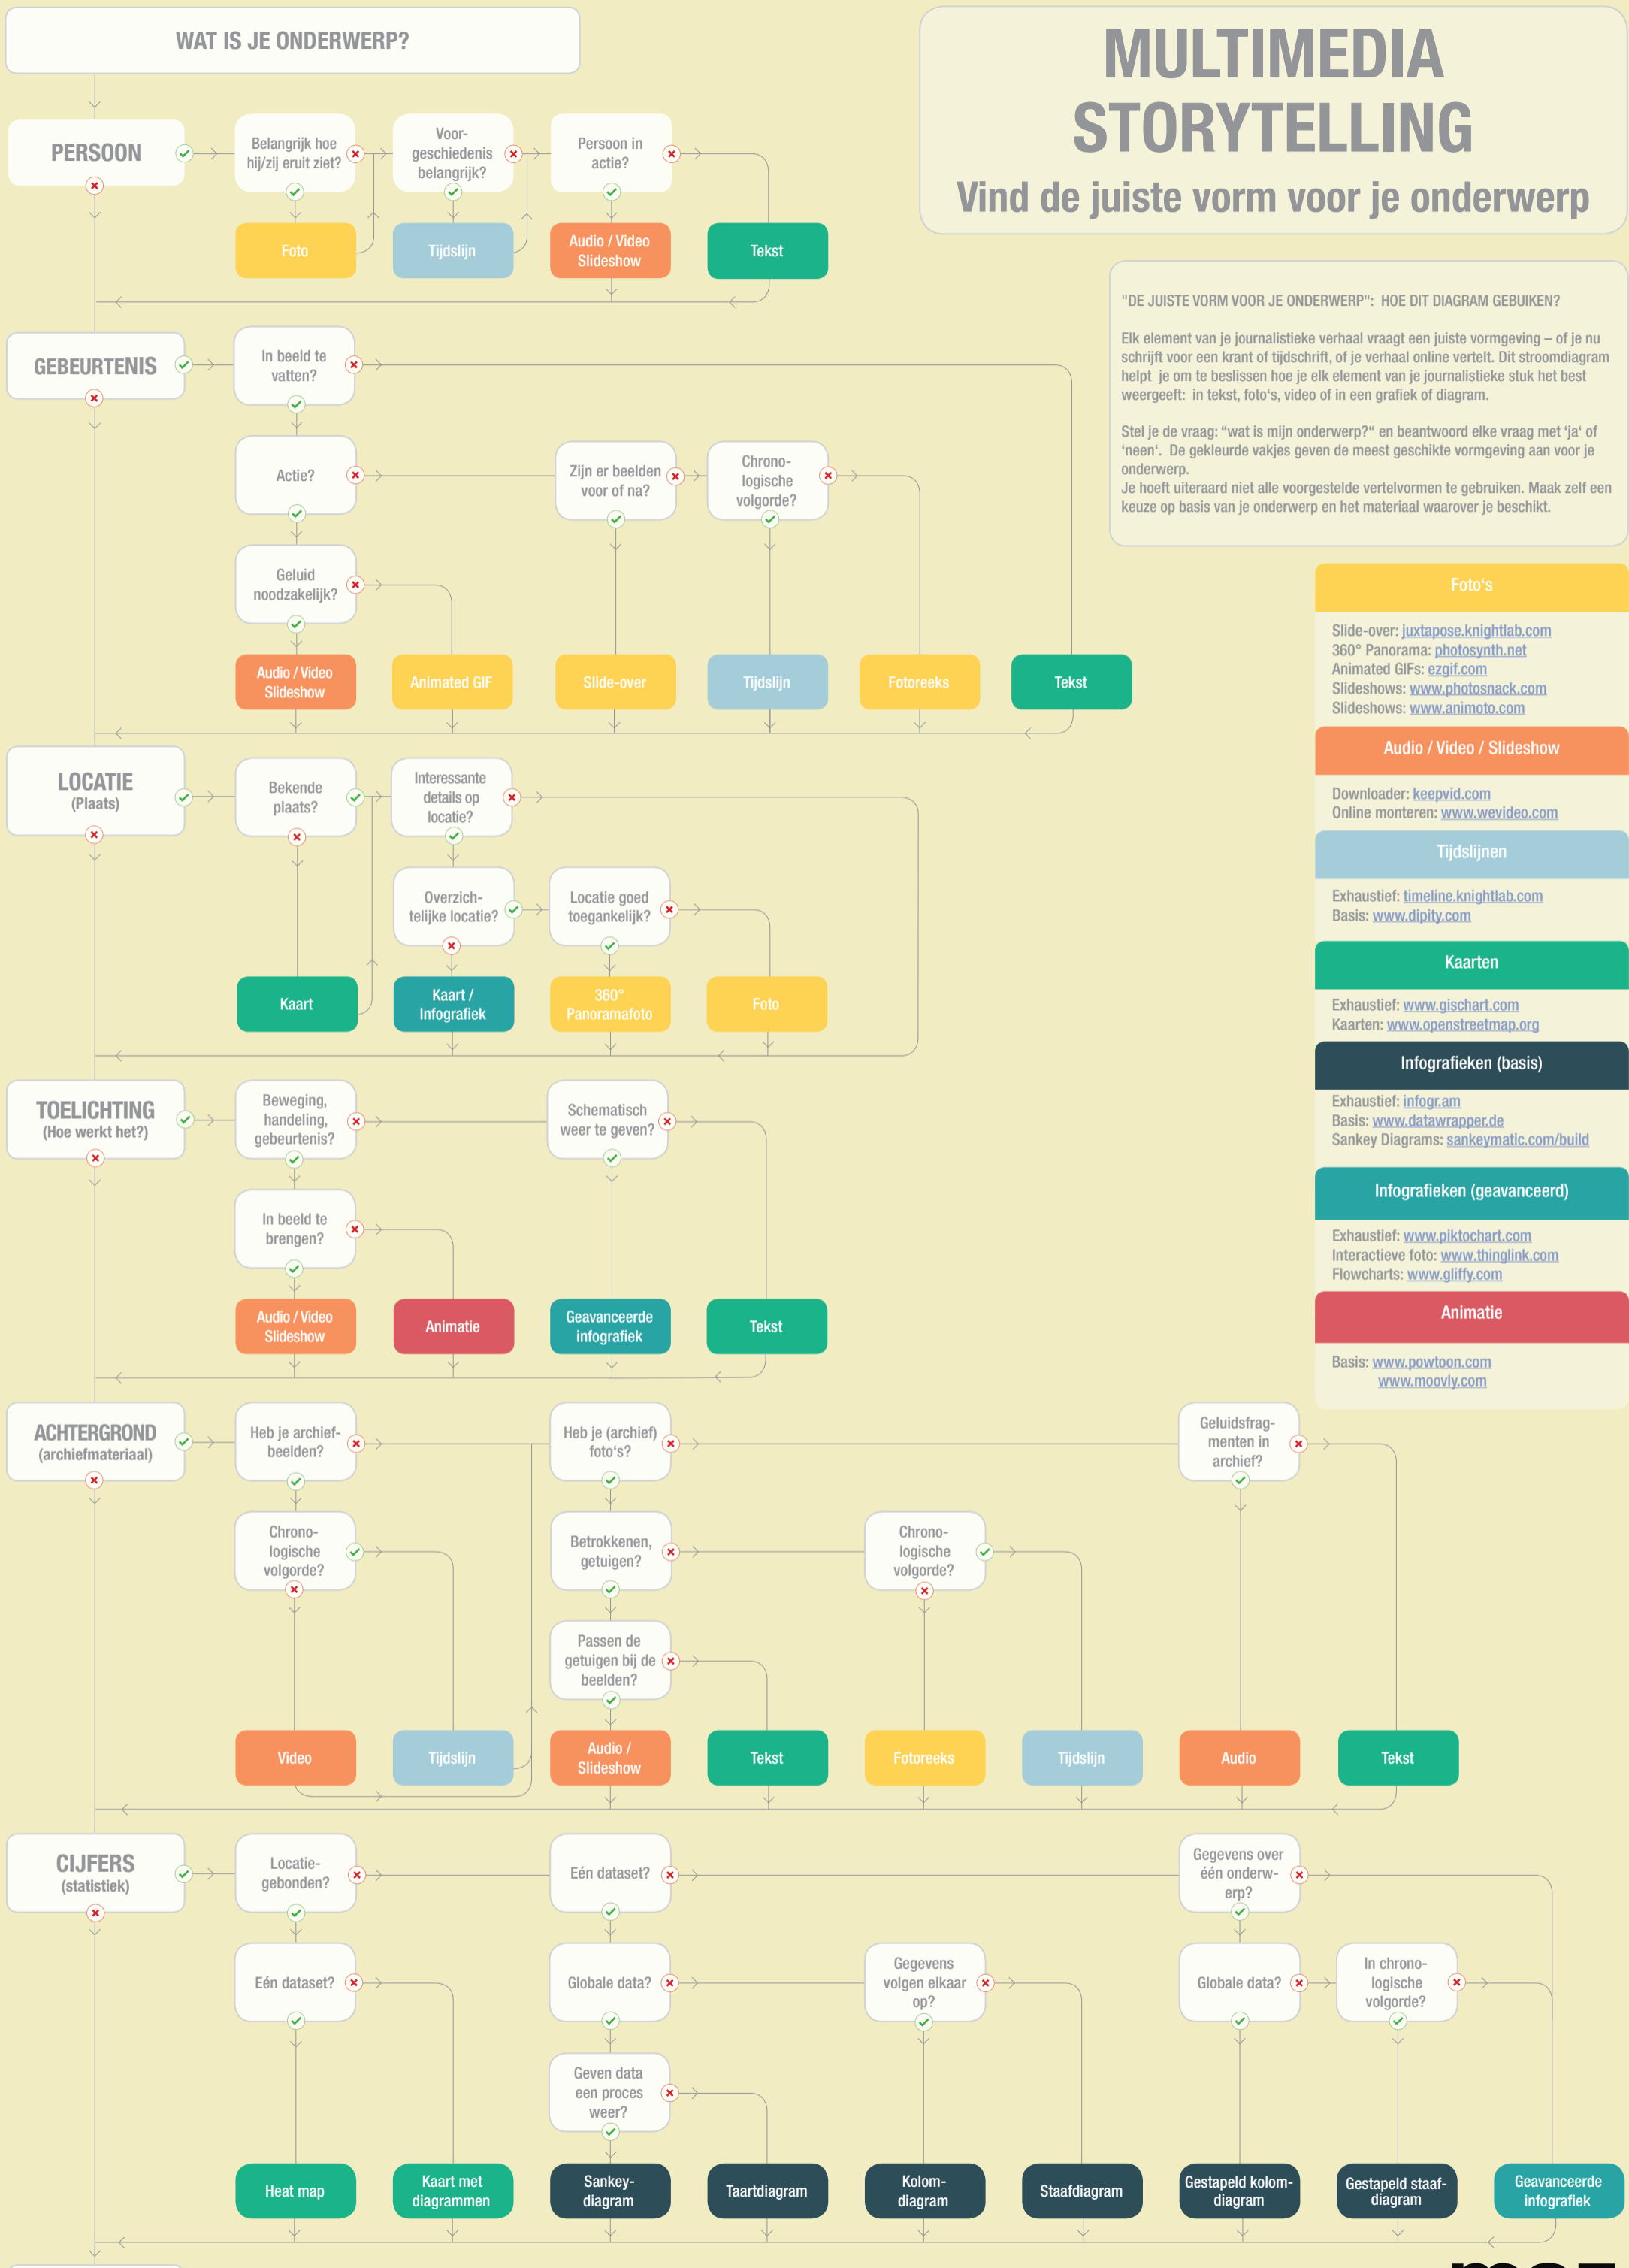 WAT IS JE ONDERWERP?
MULTIMEDIA
STORYTELLING
Vind de juiste vorm voor je onderwerp
PERSOON
Belangrijk hoe
hij/zij eruit ziet?
Voor-
geschiedenis
belangrijk?
Persoon in
actie?
Foto
Tijdslijn
Audio / Video
Slideshow
Tekst
"DE JUISTE VORM VOOR JE ONDERWERP": HOE DIT DIAGRAM GEBUIKEN?
Elk element van je journalistieke verhaal vraagt een juiste vormgeving – of je nu
schrijft voor een krant of tijdschrift, of je verhaal online vertelt. Dit stroomdiagram
helpt je om te beslissen hoe je elk element van je journalistieke stuk het best
weergeeft: in tekst, foto's, video of in een grafiek of diagram.
Stel je de vraag: “wat is mijn onderwerp?“ en beantwoord elke vraag met ‘ja‘ of
‘neen‘. De gekleurde vakjes geven de meest geschikte vormgeving aan voor je
onderwerp.
Je hoeft uiteraard niet alle voorgestelde vertelvormen te gebruiken. Maak zelf een
keuze op basis van je onderwerp en het materiaal waarover je beschikt.
GEBEURTENIS
In beeld te
vatten?
Actie?
Zijn er beelden
voor of na?
Chrono-
logische
volgorde?
Geluid
noodzakelijk?
Audio / Video
Slideshow
Animated GIF
Slide-over
Tijdslijn
Fotoreeks
Tekst
Foto's
Slide-over: juxtapose.knightlab.com
360° Panorama: photosynth.net
Animated GIFs: ezgif.com
Slideshows: www.photosnack.com
Slideshows: www.animoto.com
Audio / Video / Slideshow
Downloader: keepvid.com
Online monteren: www.wevideo.com
Tijdslijnen
Exhaustief: timeline.knightlab.com
Basis: www.dipity.com
Kaarten
Exhaustief: www.gischart.com
Kaarten: www.openstreetmap.org
Infografieken (basis)
Exhaustief: infogr.am
Basis: www.datawrapper.de
Sankey Diagrams: sankeymatic.com/build
Infografieken (geavanceerd)
Exhaustief: www.piktochart.com
Interactieve foto: www.thinglink.com
Flowcharts: www.gliffy.com
Animatie
Basis: www.powtoon.com
www.moovly.com
LOCATIE
(Plaats)
Bekende
plaats?
Interessante
details op
locatie?
Overzich-
telijke locatie?
Locatie goed
toegankelijk?
Kaart
Kaart /
Infografiek
360°
Panoramafoto
Foto
TOELICHTING
(Hoe werkt het?)
Beweging,
handeling,
gebeurtenis?
Schematisch
weer te geven?
In beeld te
brengen?
Audio / Video
Slideshow
Animatie
Geavanceerde
infografiek
Tekst
ACHTERGROND
(archiefmateriaal)
Heb je archief-
beelden?
Heb je (archief)
foto's?
Geluidsfrag-
menten in
archief?
Chrono-
logische
volgorde?
Betrokkenen,
getuigen?
Chrono-
logische
volgorde?
Passen de
getuigen bij de
beelden?
Video
Tijdslijn
Audio /
Slideshow
Tekst
Fotoreeks
Tijdslijn
Audio
Tekst
CIJFERS
(statistiek)
Locatie-
gebonden?
Eén dataset?
Gegevens over
één onderw-
erp?
Eén dataset?
Globale data?
Gegevens
volgen elkaar
op?
Globale data?
In chrono-
logische
volgorde?
Geven data
een proces
weer?
Heat map
Kaart met
diagrammen
Sankey-
diagram
Taartdiagram
Kolom-
diagram
Staafdiagram
Gestapeld kolom-
diagram
Gestapeld staaf-
diagram
Geavanceerde
infografiek